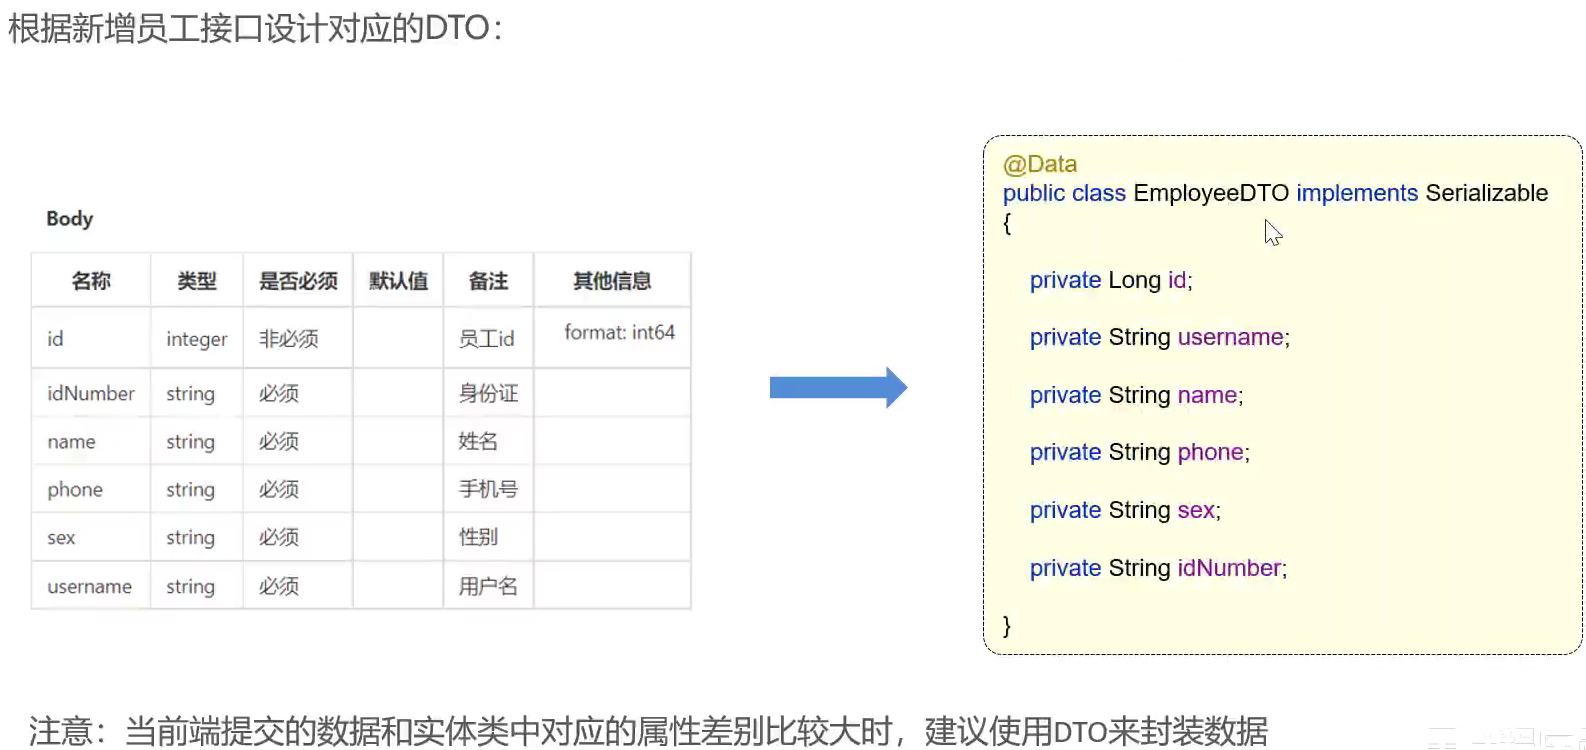 根据新增员工接口设计对应的DTO：
Body
名称 类型 是否必须 默认值 备注 其他信息
id integer 非必须 员工id format: int64
idNumber string 必须 身份证
name string 必须 姓名
phone string 必须 手机号
sex string 必须 性别
username string 必须 用户名
@Data
public class EmployeeDTO implements Serializable
{
private Long id;
private String username;
private String name;
private String phone;
private String sex;
private String idNumber;
}
注意：当前端提交的数据和实体类中对应的属性差别比较大时，建议使用DTO来封装数据